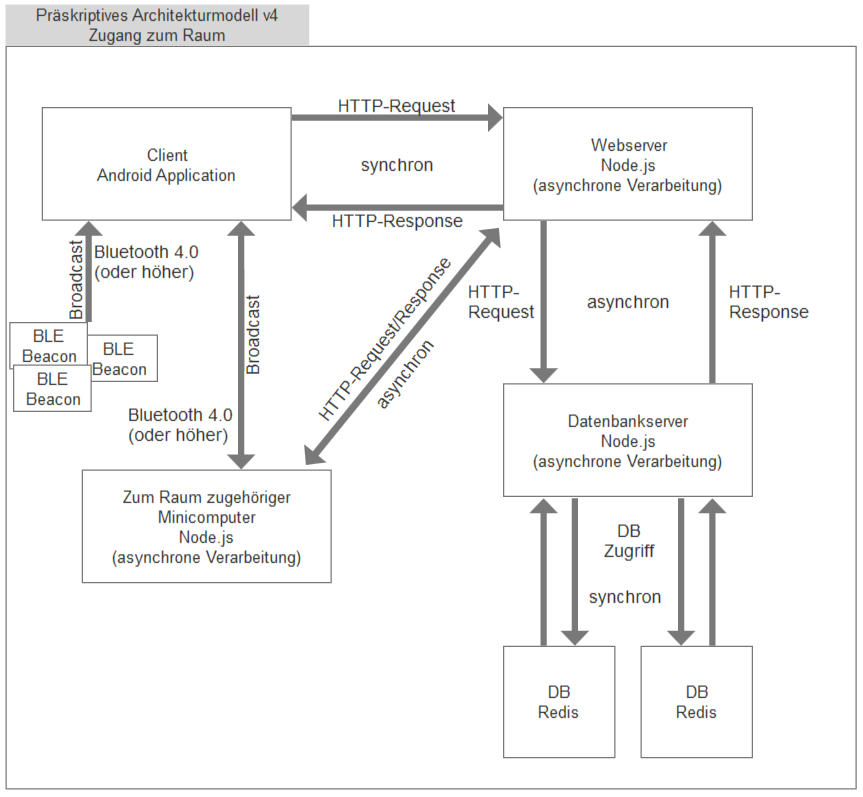 Präskriptives Architekturmodell v4
Zugang zum Raum
HTTP-Request
Client
Android Application
synchron
Webserver
Node.js
(asynchrone Verarbeitung)
HTTP-Response
Broadcast
Bluetooth 4.0
(oder höher)
Broadcast
HTTP-Request/Response
asynchron
HTTP-
Request
asynchron
HTTP-
Response
BLE
Beacon
BLE
Beacon
BLE
Beacon
Bluetooth 4.0
(oder höher)
Datenbankserver
Node.js
(asynchrone Verarbeitung)
Zum Raum zugehöriger
Minicomputer
Node.js
(asynchrone Verarbeitung)
DB
Zugriff
synchron
DB
Redis
DB
Redis